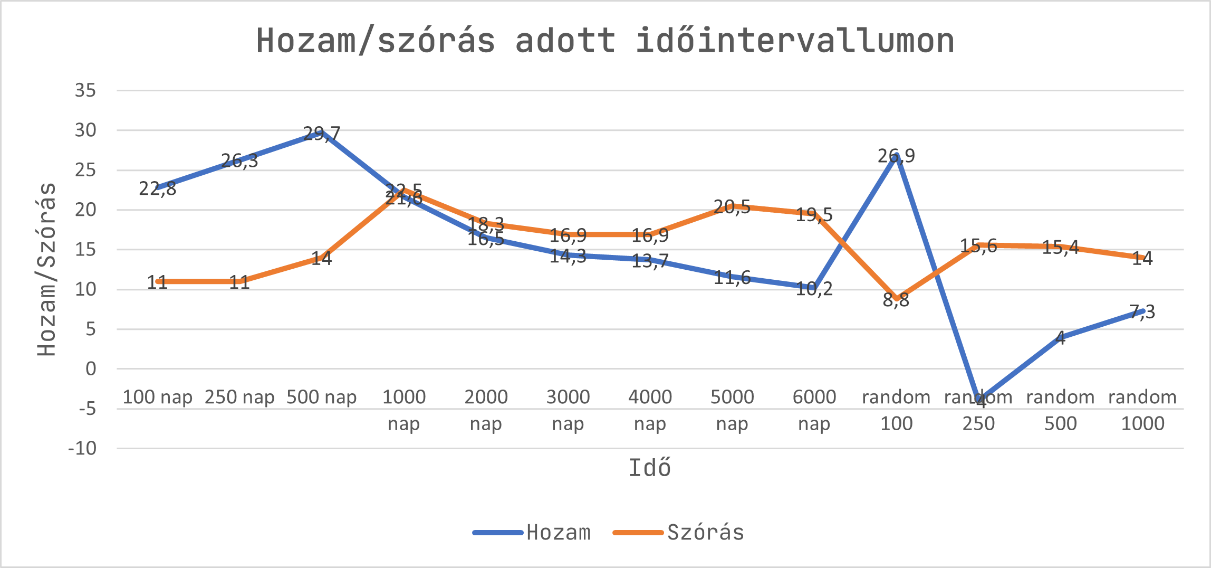 Hozam/szórás adott időintervallumon
Hozam/Szórás
35
30
25
20
15
10
5
0
-5
-10
22,8
26,3
29,7
21,6
16,5
14,3
13,7
11,6
10,2
26,9
-4
4
7,3
11
11
14
22,5
18,3
16,9
16,9
20,5
19,5
8,8
15,6
15,4
14
100 nap
250 nap
500 nap
1000 nap
2000 nap
3000 nap
4000 nap
5000 nap
6000 nap
random 100
random 250
random 500
random 1000
Idő
Hozam
Szórás